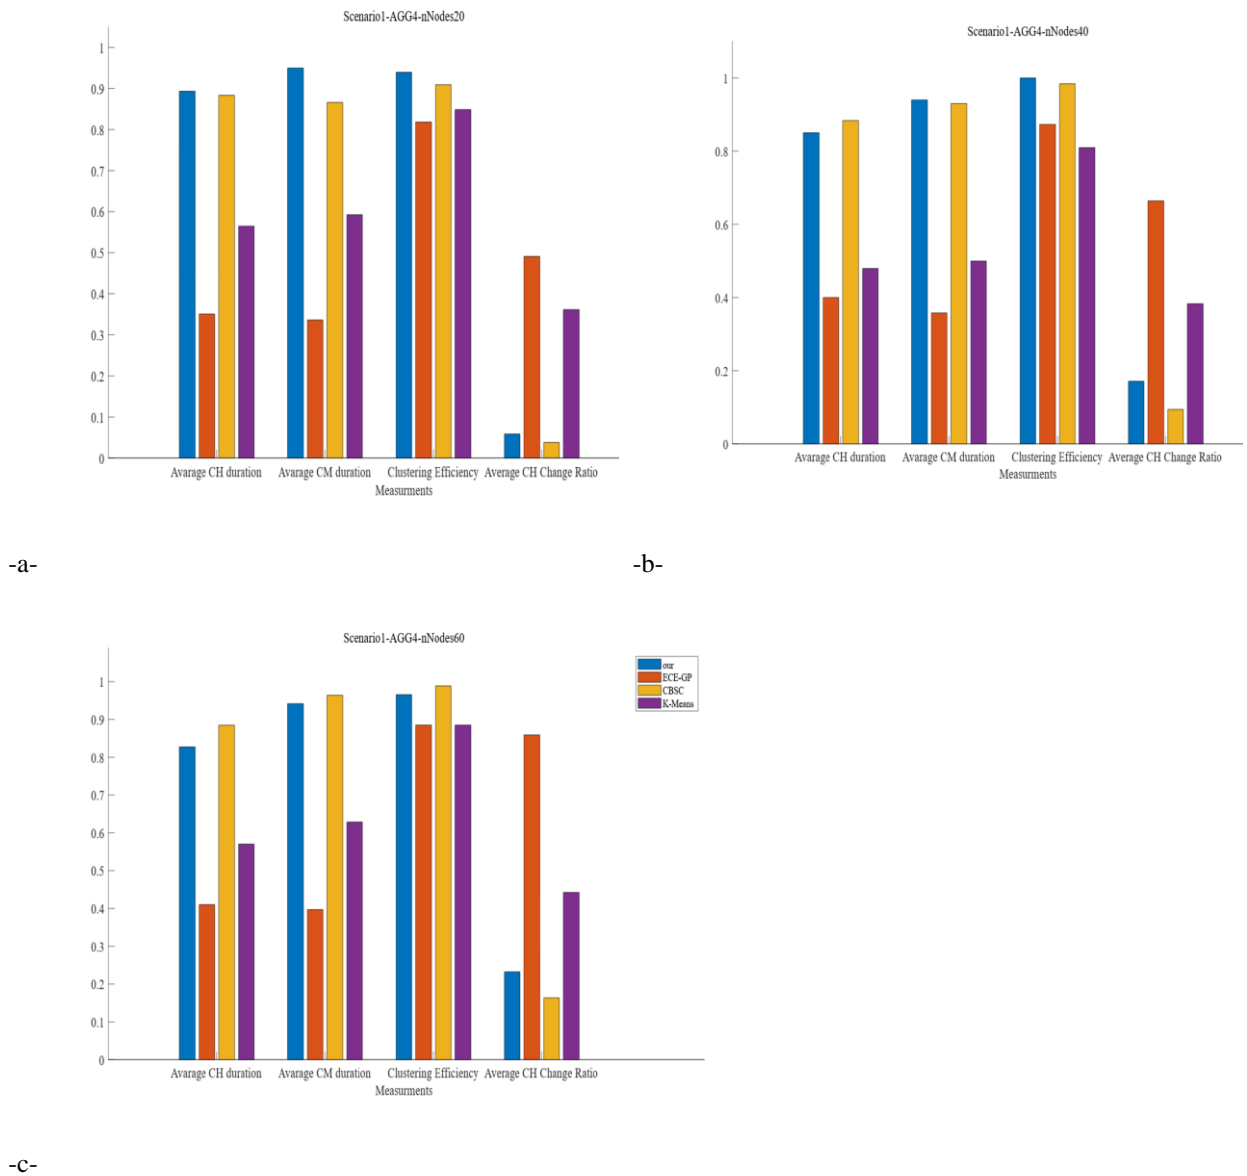 Scenario1-AGG4-nNodes20
1
0.9
0.8
0.7
0.6
0.5
0.4
0.3
0.2
0.1
0
Avarage CH duration Avarage CM duration Clustering Efficiency Average CH Change Ratio
Measurments
-a-
Scenario1-AGG4-nNodes40
1
0.8
0.6
0.4
0.2
0
Avarage CH duration Avarage CM duration Clustering Efficiency Average CH Change Ratio
Measurments
-b-
Scenario1-AGG4-nNodes60
1
0.9
0.8
0.7
0.6
0.5
0.4
0.3
0.2
0.1
0
Avarage CH duration Avarage CM duration Clustering Efficiency Average CH Change Ratio
Measurments
our
ECE-GP
CBSC
K-Means
-c-